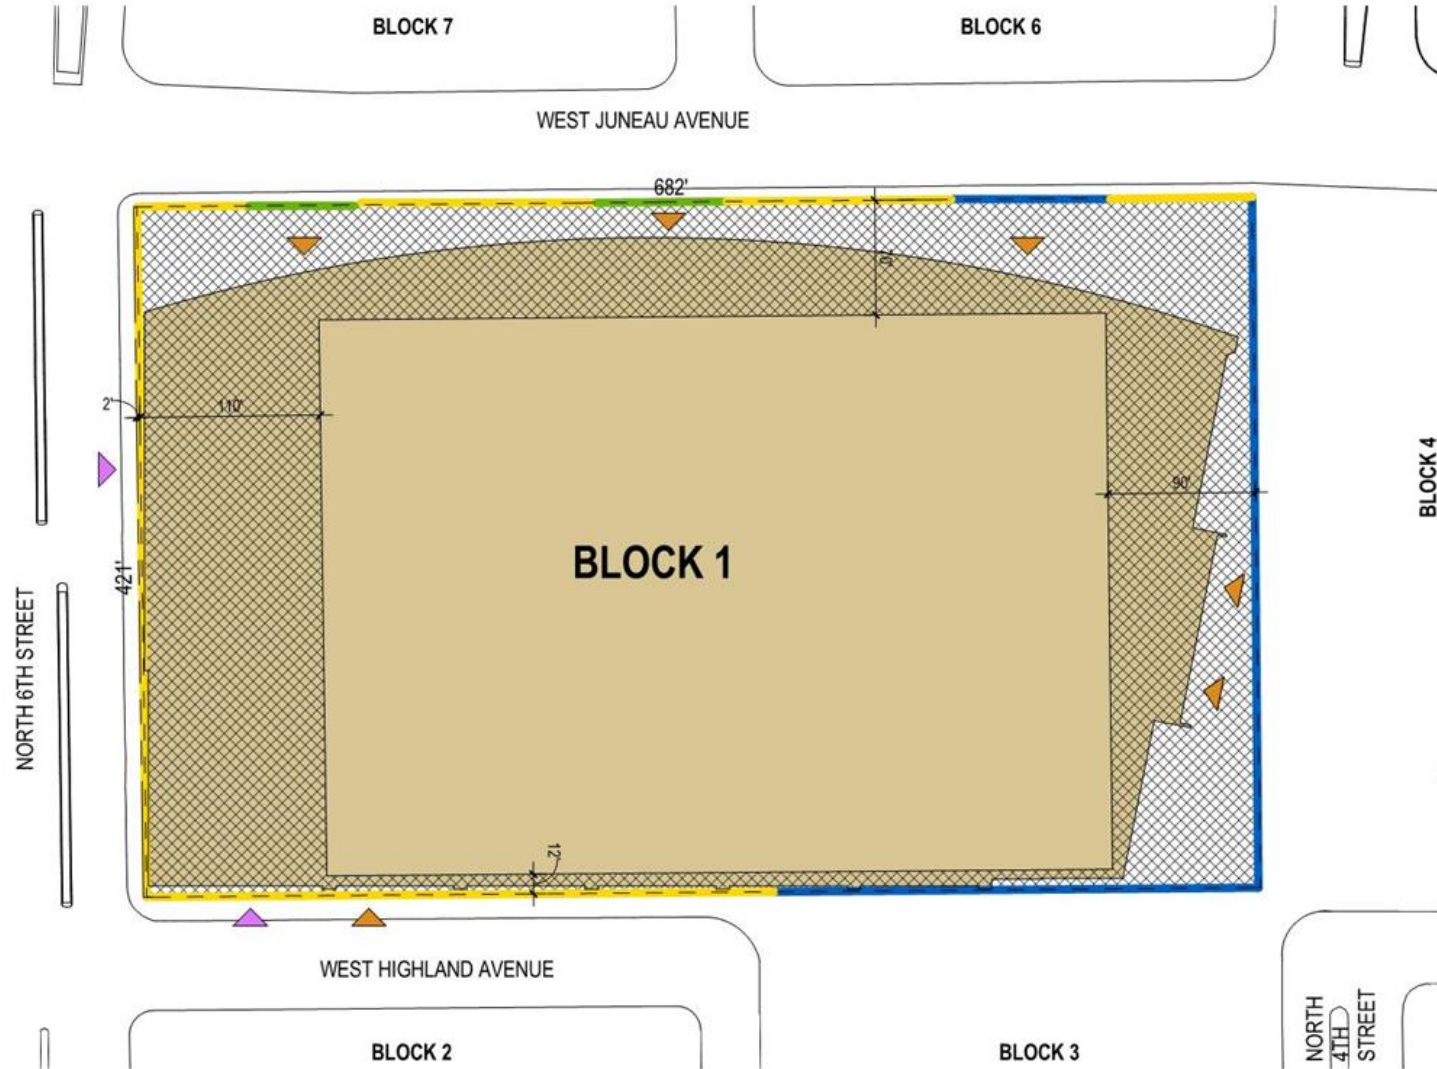 BLOCK 7
BLOCK 6
WEST JUNEAU AVENUE
682'
70'
2'
110'
90'
BLOCK 4
BLOCK 1
421'
NORTH 6TH STREET
12'
WEST HIGHLAND AVENUE
NORTH
4TH
STREET
BLOCK 2
BLOCK 3